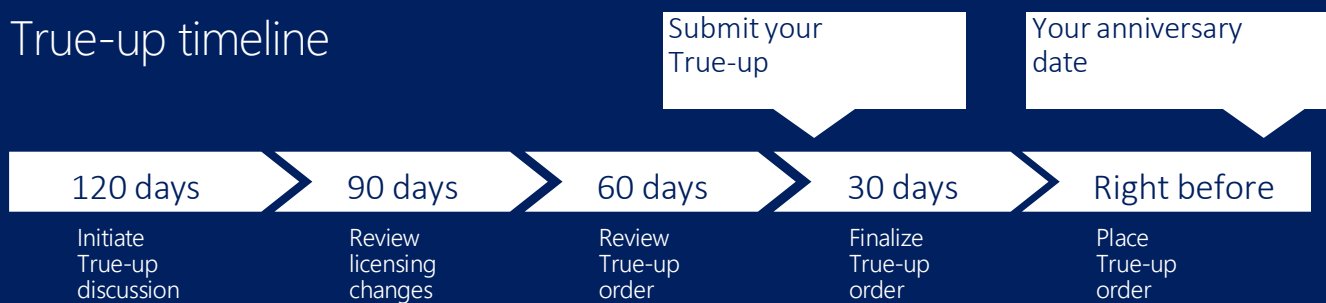 True-up timeline
Submit your
True-up
Your anniversary
date
120 days
90 days
60 days
30 days
Right before
Initiate
True-up
discussion
Review
licensing
changes
Review
True-up
order
Finalize
True-up
order
Place
True-up
order